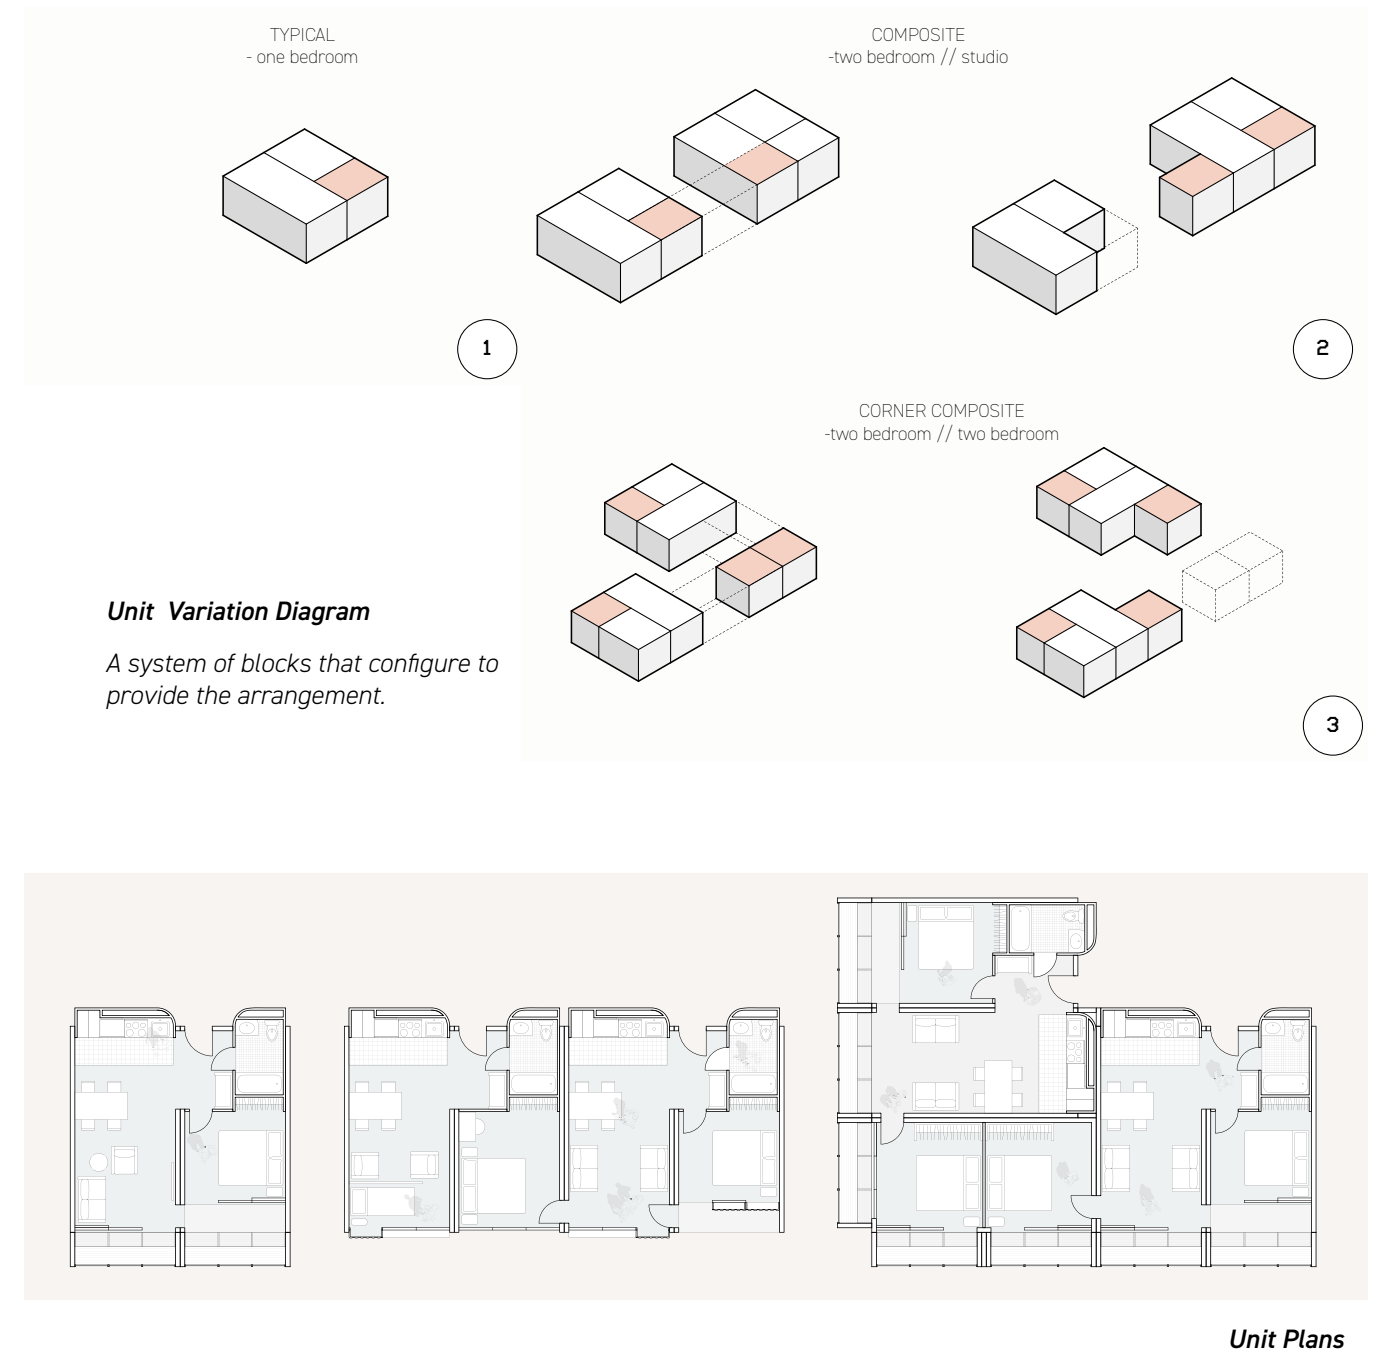 TYPICAL
- one bedroom
COMPOSITE
-two bedroom // studio
1
2
CORNER COMPOSITE
-two bedroom // two bedroom
Unit Variation Diagram
A system of blocks that configure to
provide the arrangement.
3
Unit Plans